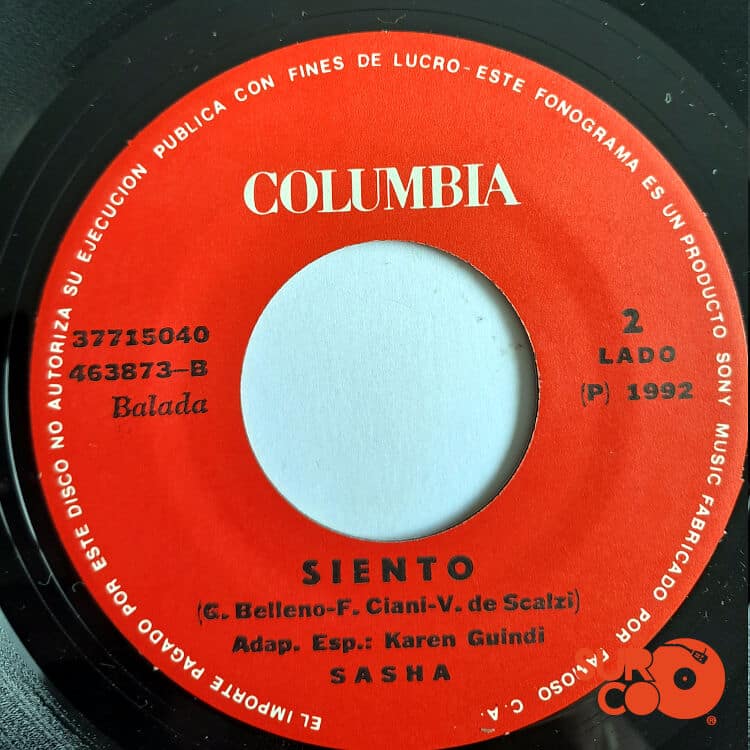 EL IMPORTE PAGADO POR ESTE DISCO NO AUTORIZA SU EJECUCION PUBLICA CON FINES DE LUCRO - ESTE FONOGRAMA ES UN PRODUCTO SONY MUSIC FABRICADO POR FAMOSO C.A.
COLUMBIA
37715040
463873-B
Balada
2
LADO
(P) 1992
SIENTO
(G. Belleno-F. Ciani-V. de Scalzi)
Adap. Esp.: Karen Guindi
SASHA
SURCO
®